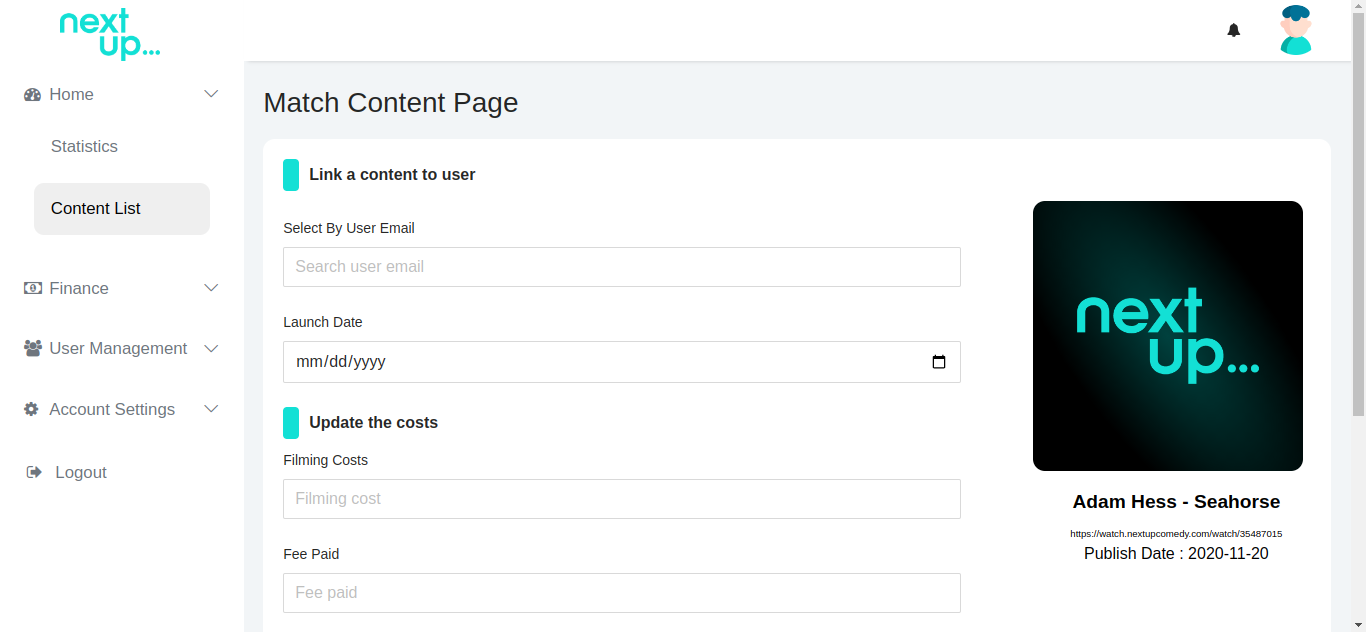 next
up...
Home
Statistics
Content List
Finance
User Management
Account Settings
Logout
Match Content Page
Link a content to user
Select By User Email
Search user email
Launch Date
mm/dd/yyyy
Update the costs
Filming Costs
Filming cost
Fee Paid
Fee paid
next
up...
Adam Hess - Seahorse
https://watch.nextupcomedy.com/watch/35487015
Publish Date : 2020-11-20